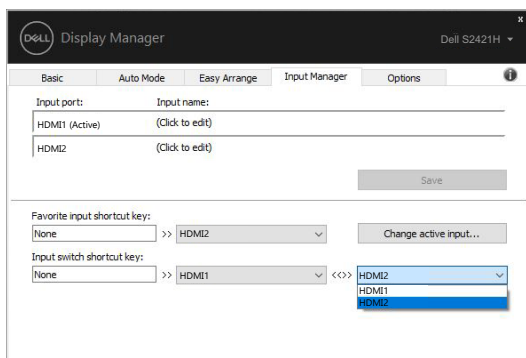 x
DELL Display Manager Dell S2421H
Basic Auto Mode Easy Arrange Input Manager Options i
Input port: Input name:
HDMI1 (Active) (Click to edit)
HDMI2 (Click to edit)
Save
Favorite input shortcut key:
None >> HDMI2 Change active input...
Input switch shortcut key:
None >> HDMI1 <<>> HDMI2
HDMI1
HDMI2